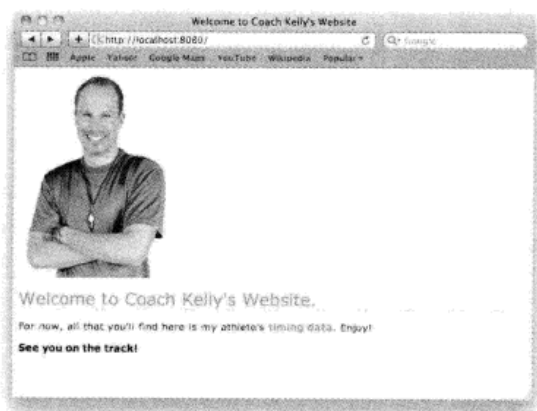 Welcome to Coach Kelly's Website
http://localhost:8080/
Google
Apple Yahoo! Google Maps YouTube Wikipedia Popular
Welcome to Coach Kelly's Website.
For now, all that you'll find here is my athlete's timing data. Enjoy!
See you on the track!